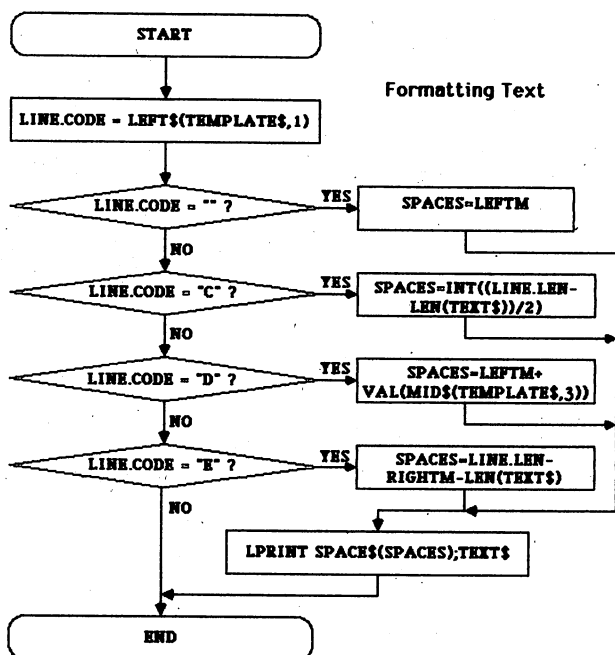 START
Formatting Text
LINE.CODE = LEFT$(TEMPLATE$,1)
LINE.CODE = "" ?
YES
SPACES=LEFTM
NO
LINE.CODE = "C" ?
YES
SPACES=INT((LINE.LEN-
LEN(TEXT$))/2)
NO
LINE.CODE = "D" ?
YES
SPACES=LEFTM+
VAL(MID$(TEMPLATE$,3))
NO
LINE.CODE = "E" ?
YES
SPACES=LINE.LEN-
RIGHTM-LEN(TEXT$)
NO
LPRINT SPACE$(SPACES);TEXT$
END